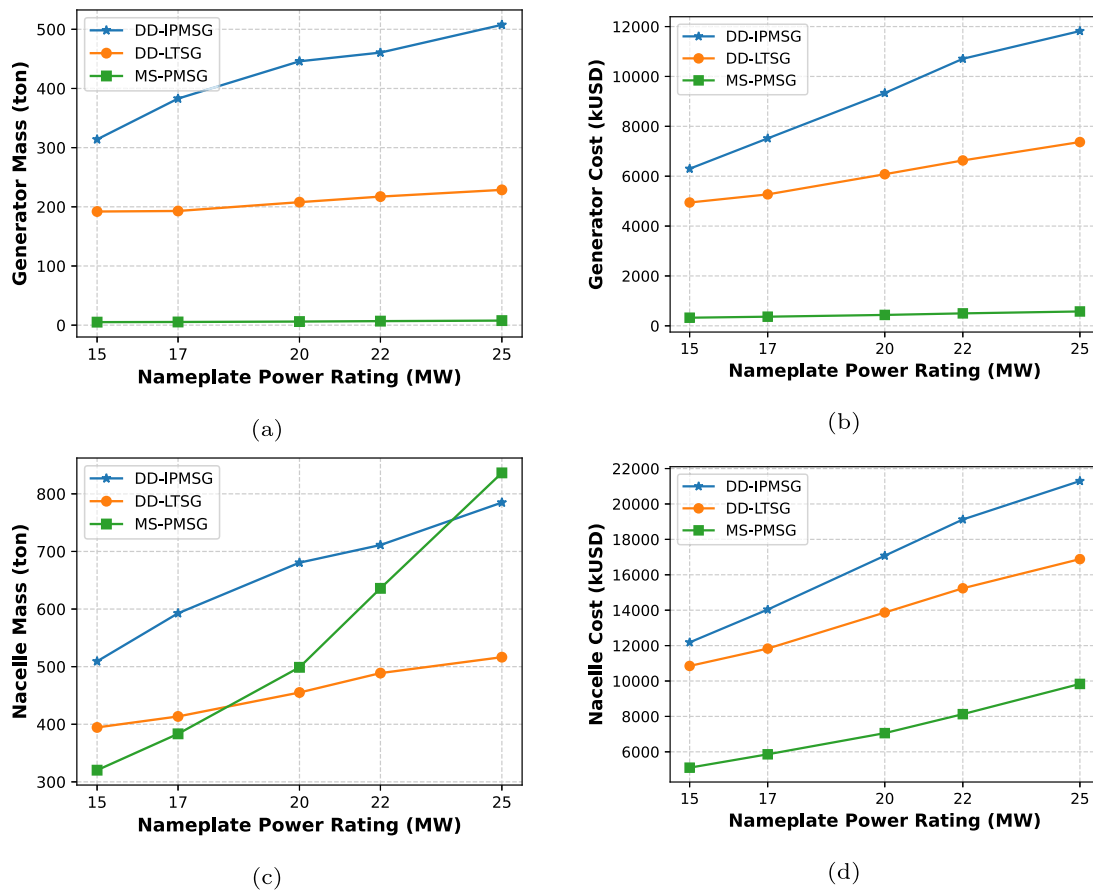 500
400
300
200
100
0
Generator Mass (ton)
DD-IPMSG
DD-LTSG
MS-PMSG
15 17 20 22 25
Nameplate Power Rating (MW)
(a)
12000
10000
8000
6000
4000
2000
0
Generator Cost (kUSD)
DD-IPMSG
DD-LTSG
MS-PMSG
15 17 20 22 25
Nameplate Power Rating (MW)
(b)
800
700
600
500
400
300
Nacelle Mass (ton)
DD-IPMSG
DD-LTSG
MS-PMSG
15 17 20 22 25
Nameplate Power Rating (MW)
(c)
22000
20000
18000
16000
14000
12000
10000
8000
6000
Nacelle Cost (kUSD)
DD-IPMSG
DD-LTSG
MS-PMSG
15 17 20 22 25
Nameplate Power Rating (MW)
(d)